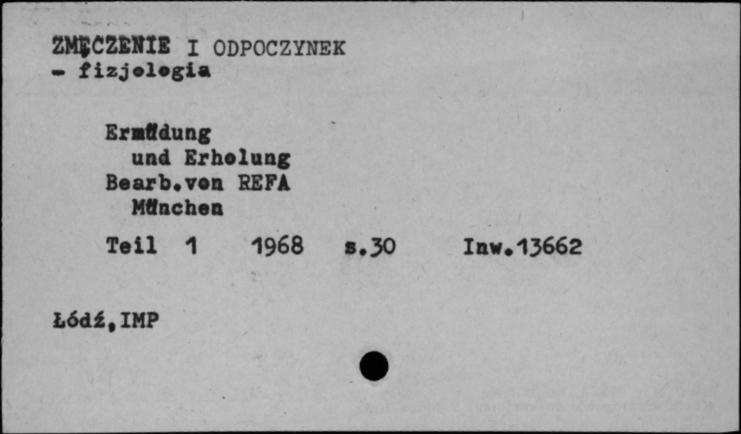 ZMĘCZENIE I ODPOCZYNEK
- fizjologia
Ermüdung
und Erholung
Bearb.von REFA
München
Teil 1 1968 s.30 Inw.13662
Łódź,IMP